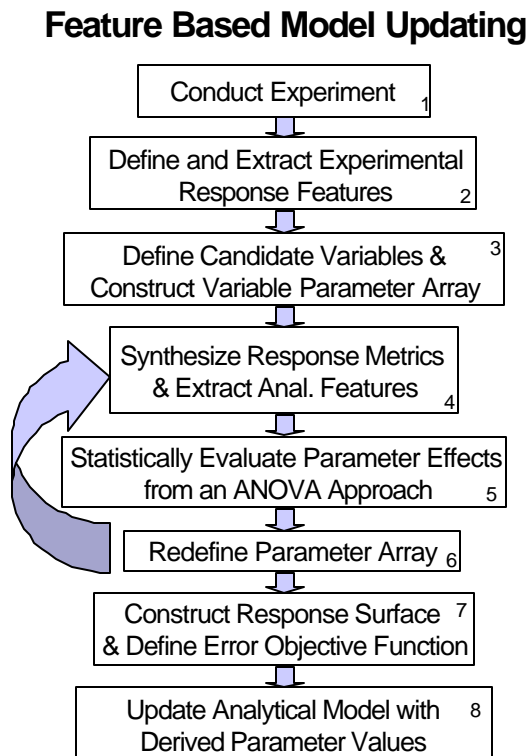 Feature Based Model Updating
Conduct Experiment 1
Define and Extract Experimental
Response Features 2
Define Candidate Variables & 3
Construct Variable Parameter Array
Synthesize Response Metrics
& Extract Anal. Features 4
Statistically Evaluate Parameter Effects
from an ANOVA Approach 5
Redefine Parameter Array 6
Construct Response Surface 7
& Define Error Objective Function
Update Analytical Model with 8
Derived Parameter Values